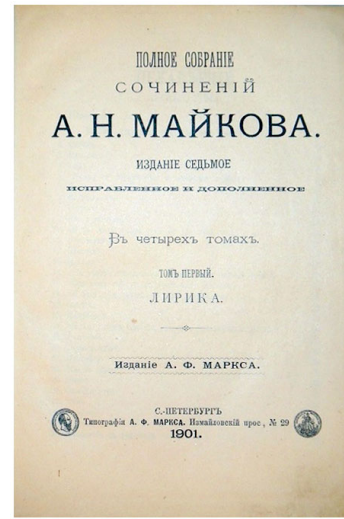 ПОЛНОЕ СОБРАНІЕ
СОЧИНЕНІЙ
А. Н. МАЙКОВА.
ИЗДАНІЕ СЕДЬМОЕ
ИСПРАВЛЕННОЕ И ДОПОЛНЕННОЕ
Въ четырехъ томахъ.
ТОМЪ ПЕРВЫЙ.
ЛИРИКА.
Изданіе А. Ф. МАРКСА.
С.-ПЕТЕРБУРГЪ
Типографія А. Ф. МАРКСА. Измайловскій прос., № 29
1901.